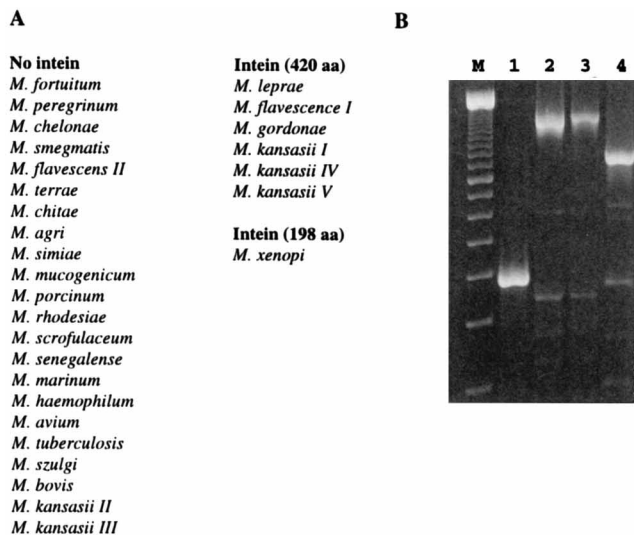 A
No intein
M. fortuitum
M. peregrinum
M. chelonae
M. smegmatis
M. flavescens II
M. terrae
M. chitae
M. agri
M. simiae
M. mucogenicum
M. porcinum
M. rhodesiae
M. scrofulaceum
M. senegalense
M. marinum
M. haemophilum
M. avium
M. tuberculosis
M. szulgi
M. bovis
M. kansasii II
M. kansasii III
Intein (420 aa)
M. leprae
M. flavescence I
M. gordonae
M. kansasii I
M. kansasii IV
M. kansasii V
Intein (198 aa)
M. xenopi
B
M 1 2 3 4